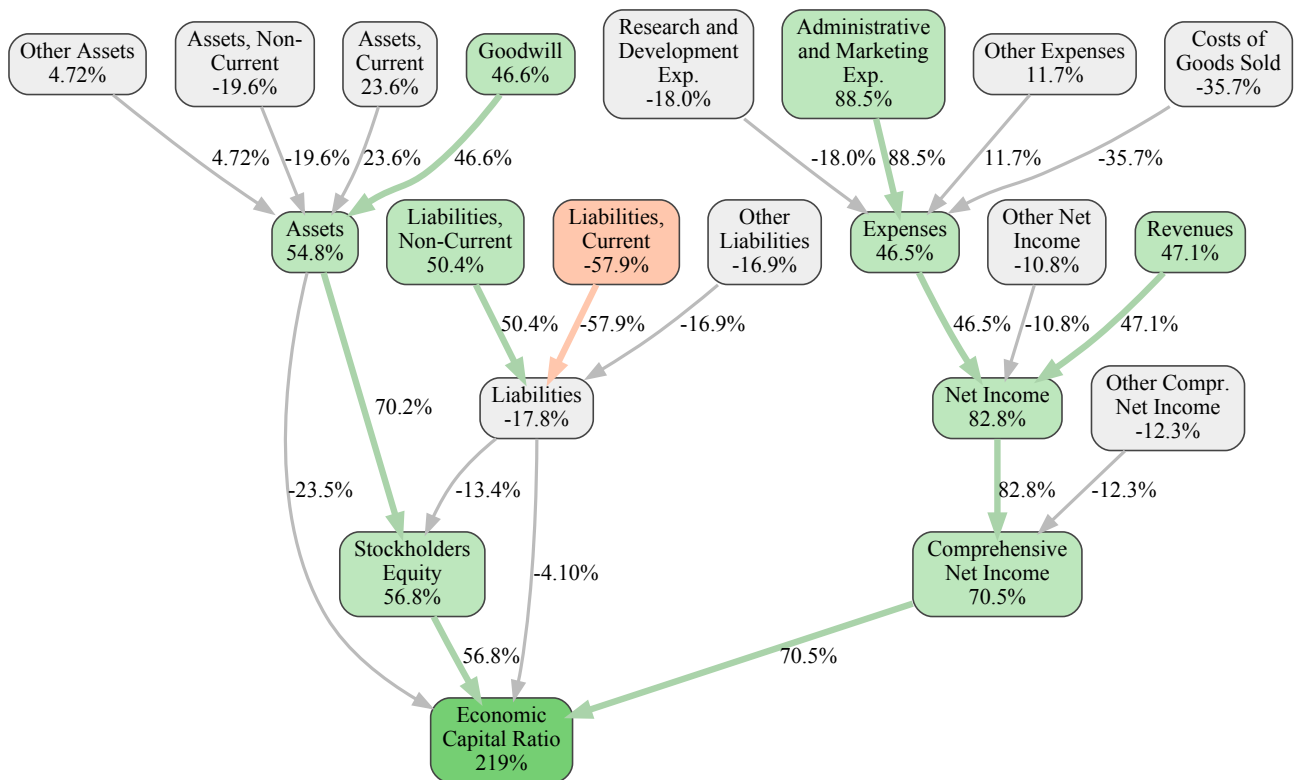 Other Assets
4.72%
Assets, Non-
Current
-19.6%
Assets,
Current
23.6%
Goodwill
46.6%
Research and
Development
Exp.
-18.0%
Administrative
and Marketing
Exp.
88.5%
Other Expenses
11.7%
Costs of
Goods Sold
-35.7%
4.72%
-19.6%
23.6%
46.6%
-18.0%
88.5%
11.7%
-35.7%
Assets
54.8%
Liabilities,
Non-Current
50.4%
Liabilities,
Current
-57.9%
Other
Liabilities
-16.9%
Expenses
46.5%
Other Net
Income
-10.8%
Revenues
47.1%
50.4%
-57.9%
-16.9%
46.5%
-10.8%
47.1%
70.2%
Liabilities
-17.8%
Net Income
82.8%
Other Compr.
Net Income
-12.3%
-23.5%
-13.4%
82.8%
-12.3%
Stockholders
Equity
56.8%
-4.10%
Comprehensive
Net Income
70.5%
56.8%
70.5%
Economic
Capital Ratio
219%